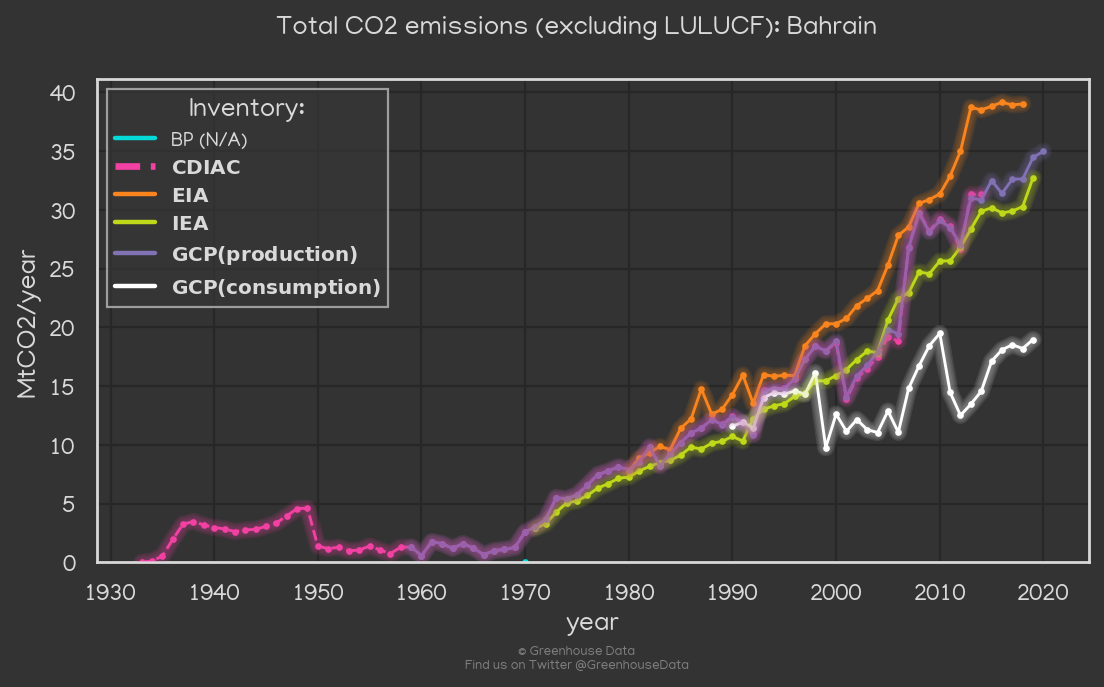 Total CO2 emissions (excluding LULUCF): Bahrain
Inventory:
BP (N/A)
CDIAC
EIA
IEA
GCP(production)
GCP(consumption)
MtCO2/year
40
35
30
25
20
15
10
5
0
1930 1940 1950 1960 1970 1980 1990 2000 2010 2020
year
© Greenhouse Data
Find us on Twitter @GreenhouseData